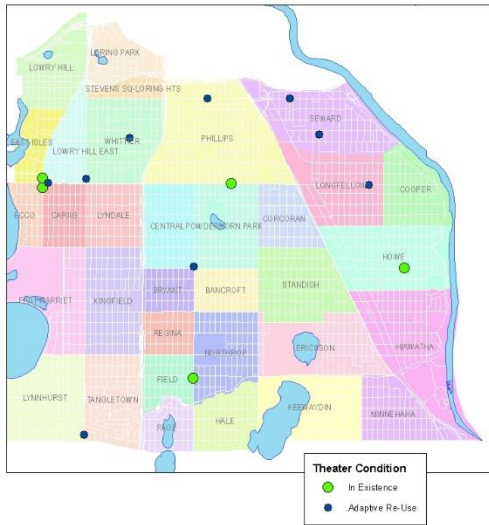 LORING PARK
LOWRY HILL
STEVENS SQ-LORING HTS
SEWARD
WHITTIER
PHILLIPS
EAST ISLES
LOWRY HILL EAST
LONGFELLOW
COOPER
ECCO
CARAG
LYNDALE
CENTRAL
POWDERHORN PARK
CORCORAN
HOWE
STANDISH
EAST HARRIET
KINGFIELD
BRYANT
BANCROFT
REGINA
NORTHROP
ERICSSON
HIAWATHA
FIELD
LYNNHURST
TANGLETOWN
KEEWAYDIN
MINNEHAHA
PAGE
HALE
Theater Condition
In Existence
Adaptive Re-Use